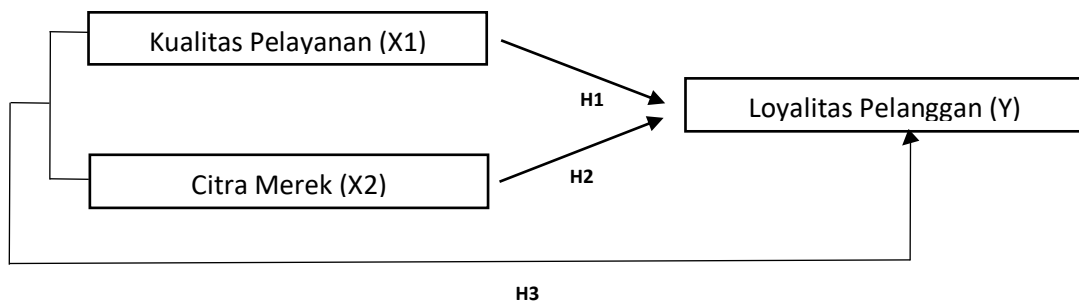 Kualitas Pelayanan (X1)
H1
Loyalitas Pelanggan (Y)
Citra Merek (X2)
H2
H3